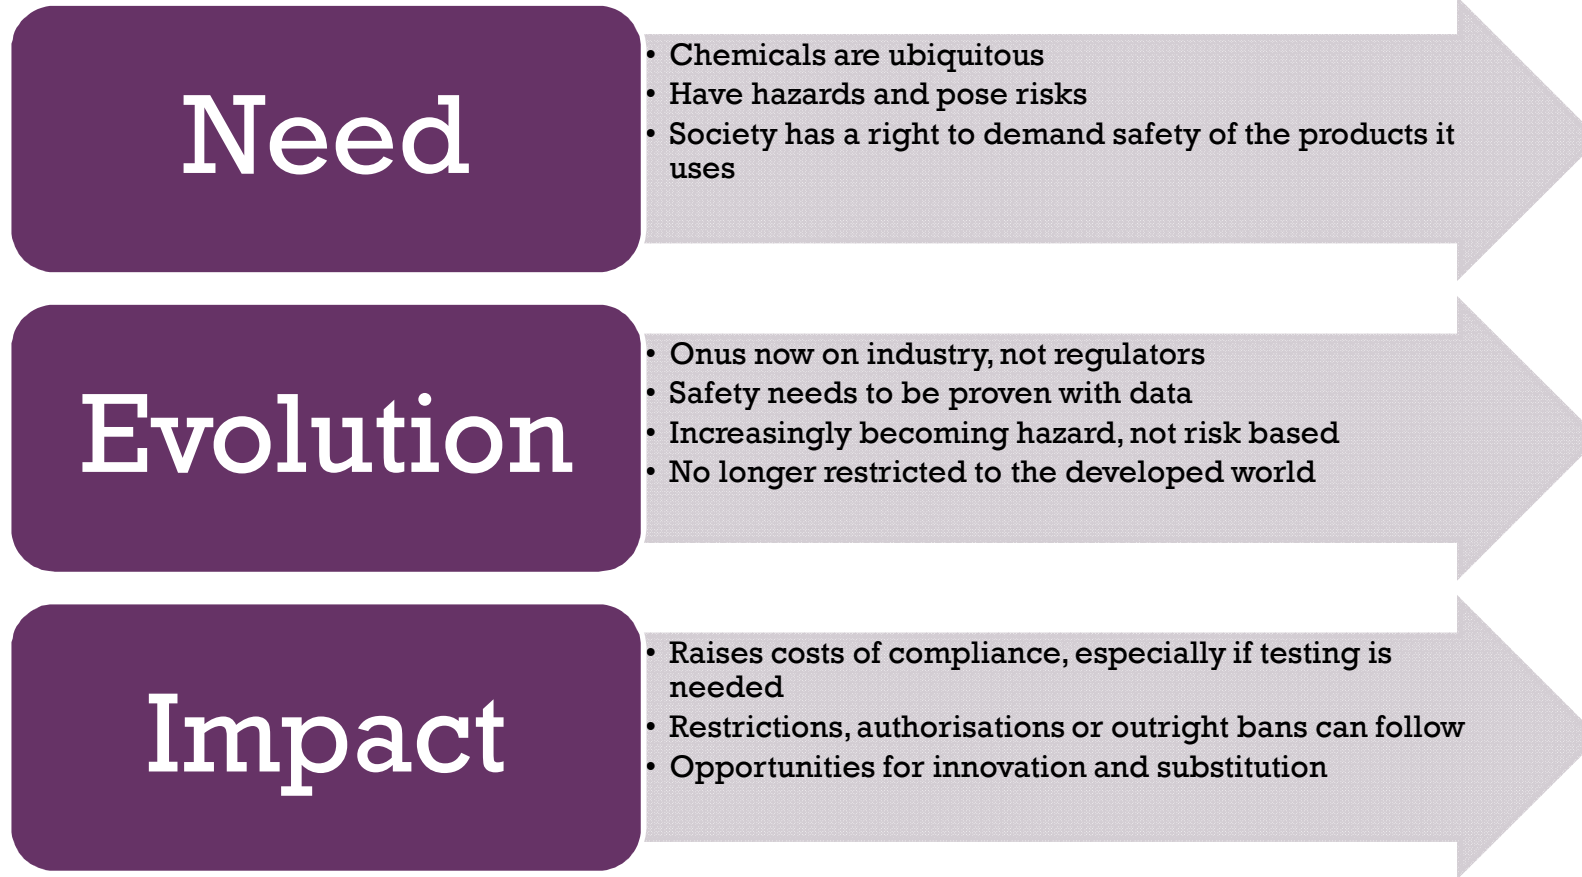 Need
• Chemicals are ubiquitous
• Have hazards and pose risks
• Society has a right to demand safety of the products it
uses
Evolution
• Onus now on industry, not regulators
• Safety needs to be proven with data
• Increasingly becoming hazard, not risk based
• No longer restricted to the developed world
Impact
• Raises costs of compliance, especially if testing is
needed
• Restrictions, authorisations or outright bans can follow
• Opportunities for innovation and substitution